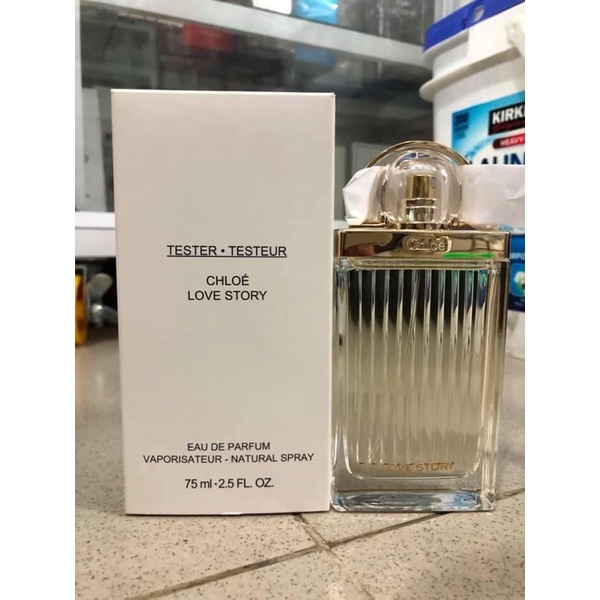 TESTER • TESTEUR
CHLOÉ
LOVE STORY
EAU DE PARFUM
VAPORISATEUR - NATURAL SPRAY
75 ml • 2.5 FL. OZ.
Chloé
LOVE STORY